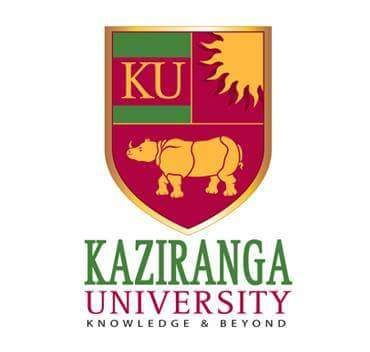 KU
KAZIRANGA
UNIVERSITY
KNOWLEDGE & BEYOND